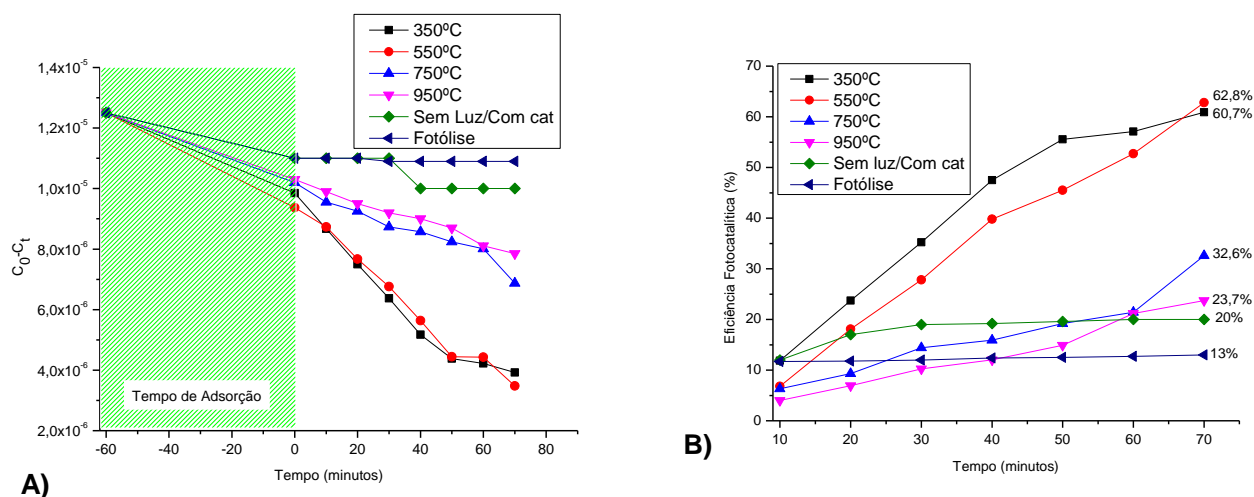 350ºC
550ºC
750ºC
950ºC
Sem Luz/Com cat
Fotólise
1,4x10⁻⁵
1,2x10⁻⁵
1,0x10⁻⁵
8,0x10⁻⁶
6,0x10⁻⁶
4,0x10⁻⁶
2,0x10⁻⁶
C₀-Cₜ
Tempo de Adsorção
-60 -40 -20 0 20 40 60 80
Tempo (minutos)
A)
350ºC
550ºC
750ºC
950ºC
Sem luz/Com cat
Fotólise
70
60
50
40
30
20
10
0
Eficiência Fotocatalítica (%)
62,8%
60,7%
32,6%
23,7%
20%
13%
10 20 30 40 50 60 70
Tempo (minutos)
B)